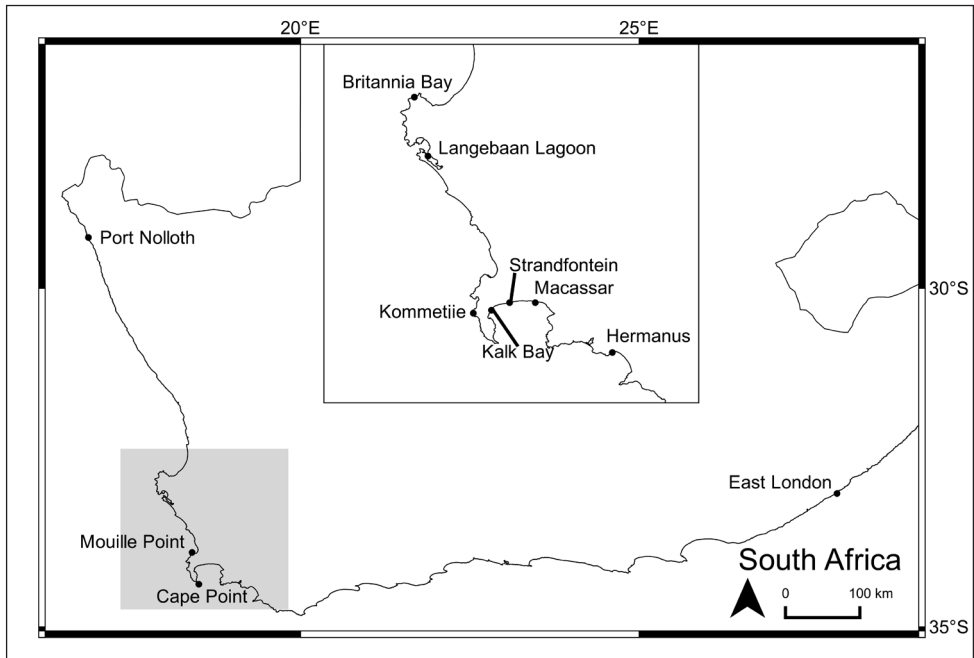 20°E
25°E
Britannia Bay
Langebaan Lagoon
Port Nolloth
Strandfontein
Macassar
30°S
Kommetjie
Hermanus
Kalk Bay
East London
Mouille Point
South Africa
Cape Point
0
100 km
35°S